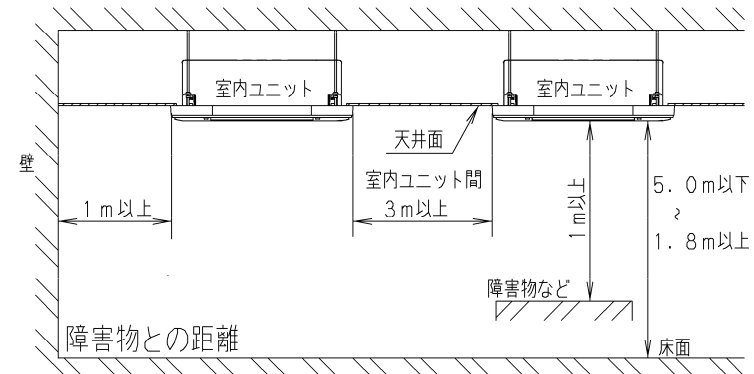 室内ユニット
室内ユニット
天井面
壁
室内ユニット間
1m以上
3m以上
1m以上
5.0m以下
~
1.8m以上
障害物など
障害物との距離
床面